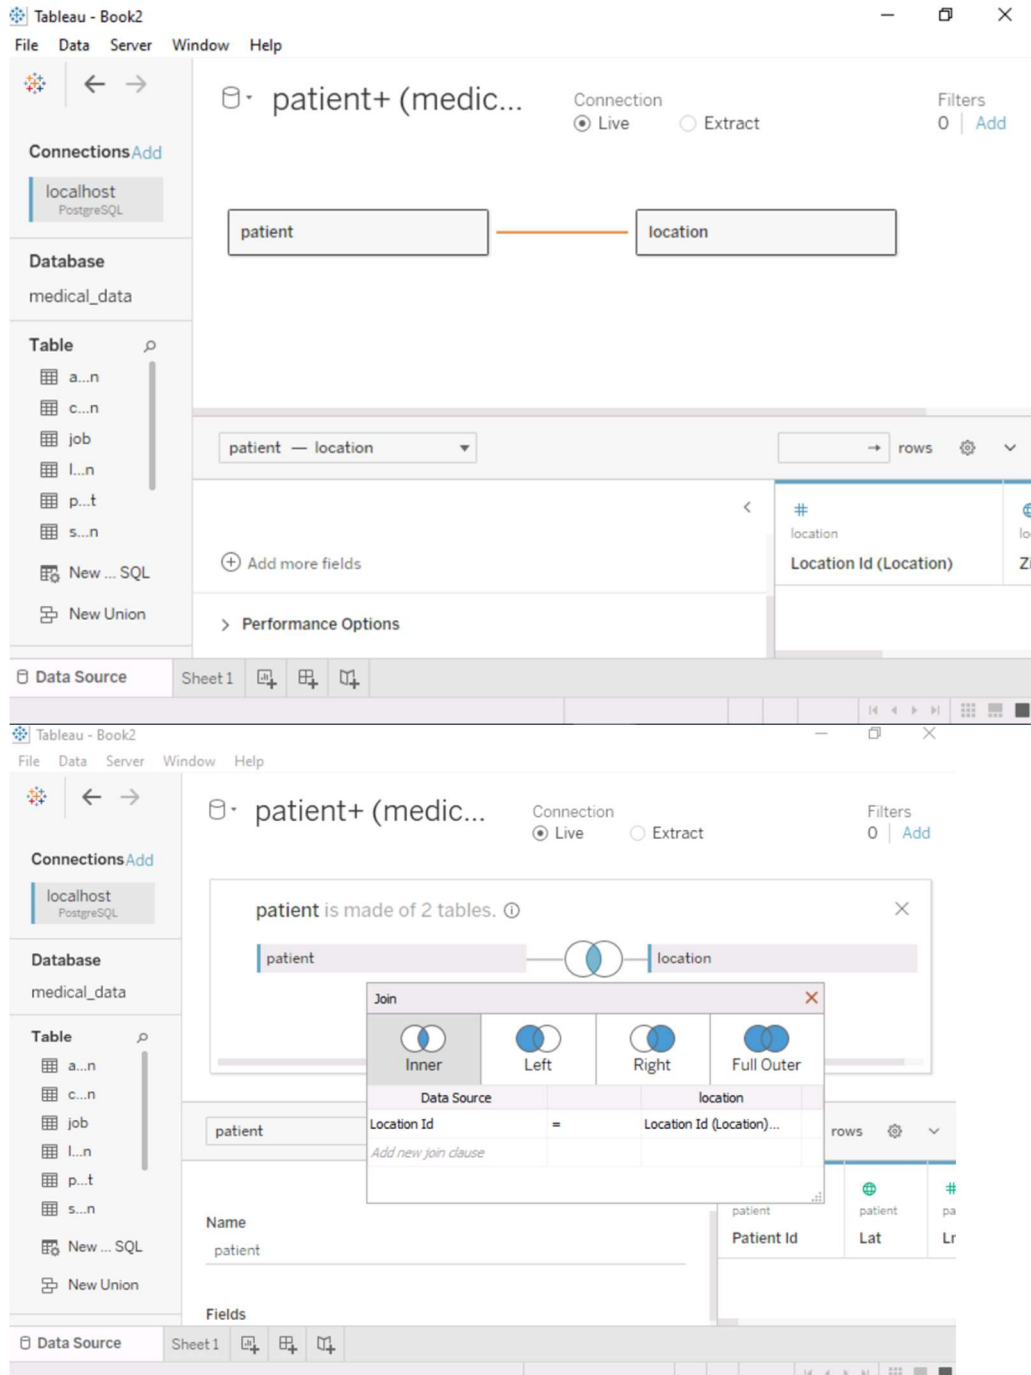 Tableau - Book2
File Data Server Window Help
patient+ (medic...
Connection
Live Extract
Filters
0 Add
Connections Add
localhost
PostgreSQL
patient
location
Database
medical_data
Table
a...n
c...n
job
l...n
p...t
s...n
New ... SQL
New Union
patient — location
→ rows
Add more fields
Performance Options
#
location
Location Id (Location)
lo
Zi
Data Source Sheet 1
Tableau - Book2
File Data Server Window Help
patient+ (medic...
Connection
Live Extract
Filters
0 Add
Connections Add
localhost
PostgreSQL
patient is made of 2 tables.
patient
location
Database
medical_data
Table
a...n
c...n
job
l...n
p...t
s...n
New ... SQL
New Union
Join
Inner Left Right Full Outer
Data Source location
Location Id = Location Id (Location)...
Add new join clause
patient
rows
Name
patient
Fields
patient
Patient Id
patient
Lat
#
pa
Data Source Sheet 1